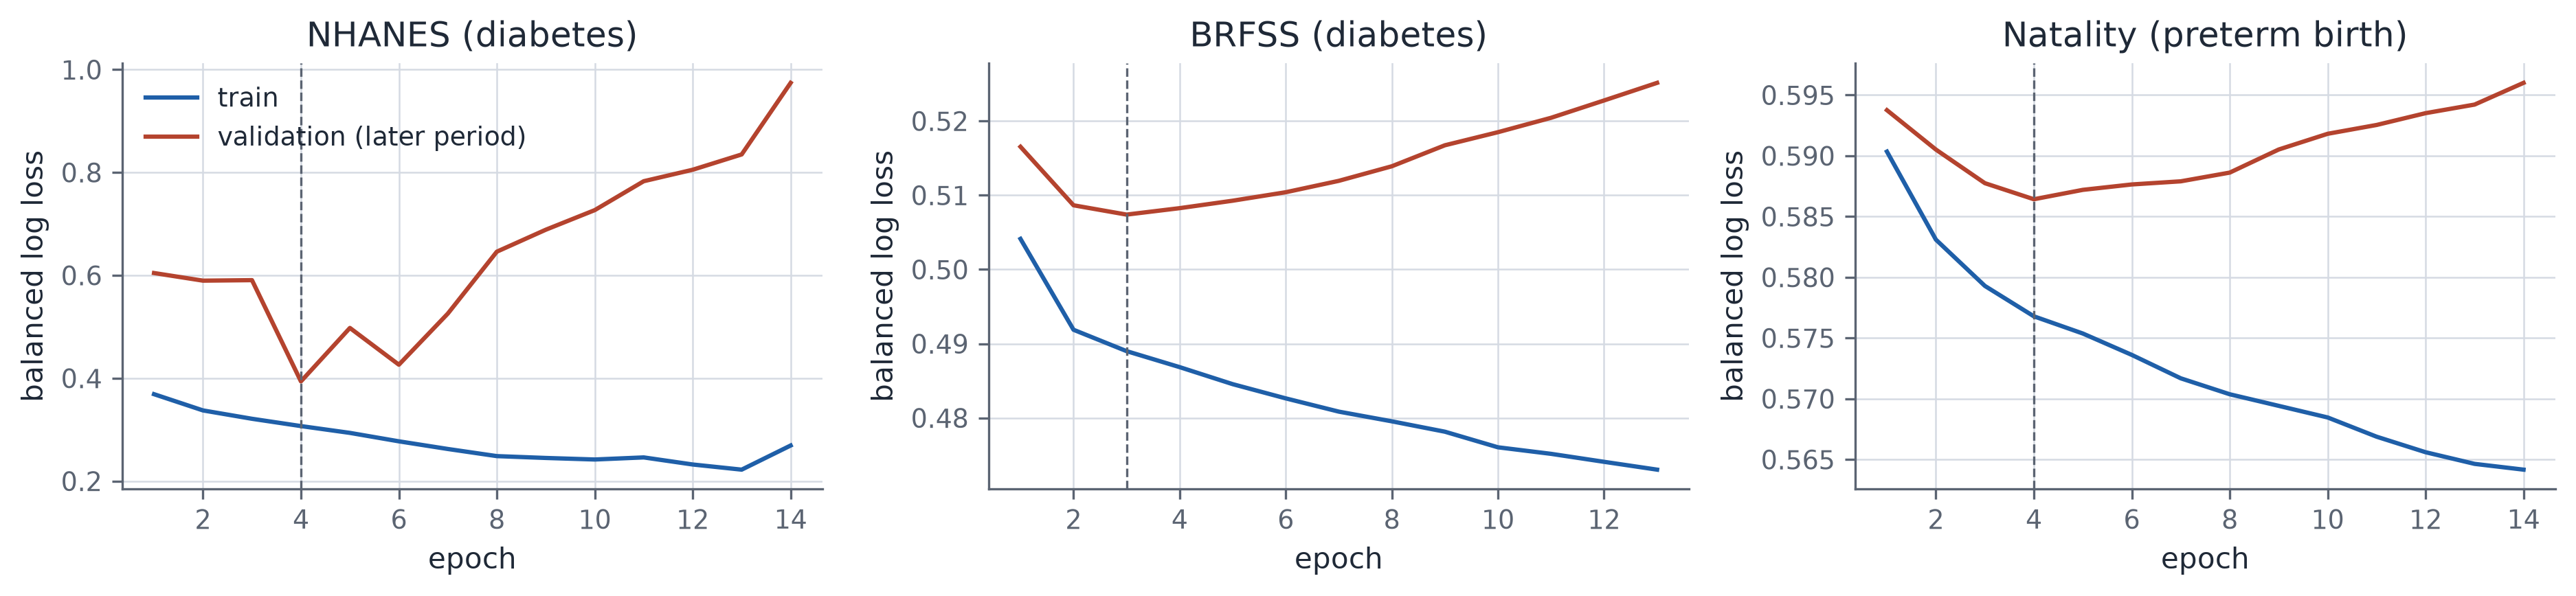 NHANES (diabetes)
balanced log loss
1.0
0.8
0.6
0.4
0.2
train
validation (later period)
2 4 6 8 10 12 14
epoch
BRFSS (diabetes)
balanced log loss
0.52
0.51
0.50
0.49
0.48
2 4 6 8 10 12
epoch
Natality (preterm birth)
balanced log loss
0.595
0.590
0.585
0.580
0.575
0.570
0.565
2 4 6 8 10 12 14
epoch